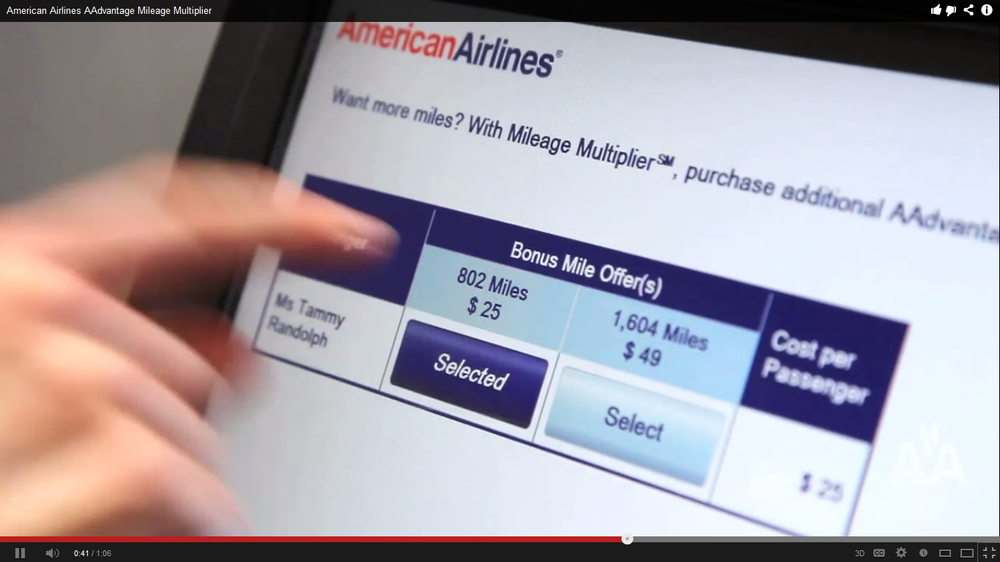 American Airlines AAdvantage Mileage Multiplier
AmericanAirlines®
Want more miles? With Mileage Multiplier℠, purchase additional AAdvanta
Bonus Mile Offer(s)
802 Miles
$ 25
1,604 Miles
$ 49
Cost per
Passenger
Ms Tammy
Randolph
Selected
Select
$ 25
AA
0:41 / 1:06
3D
CC